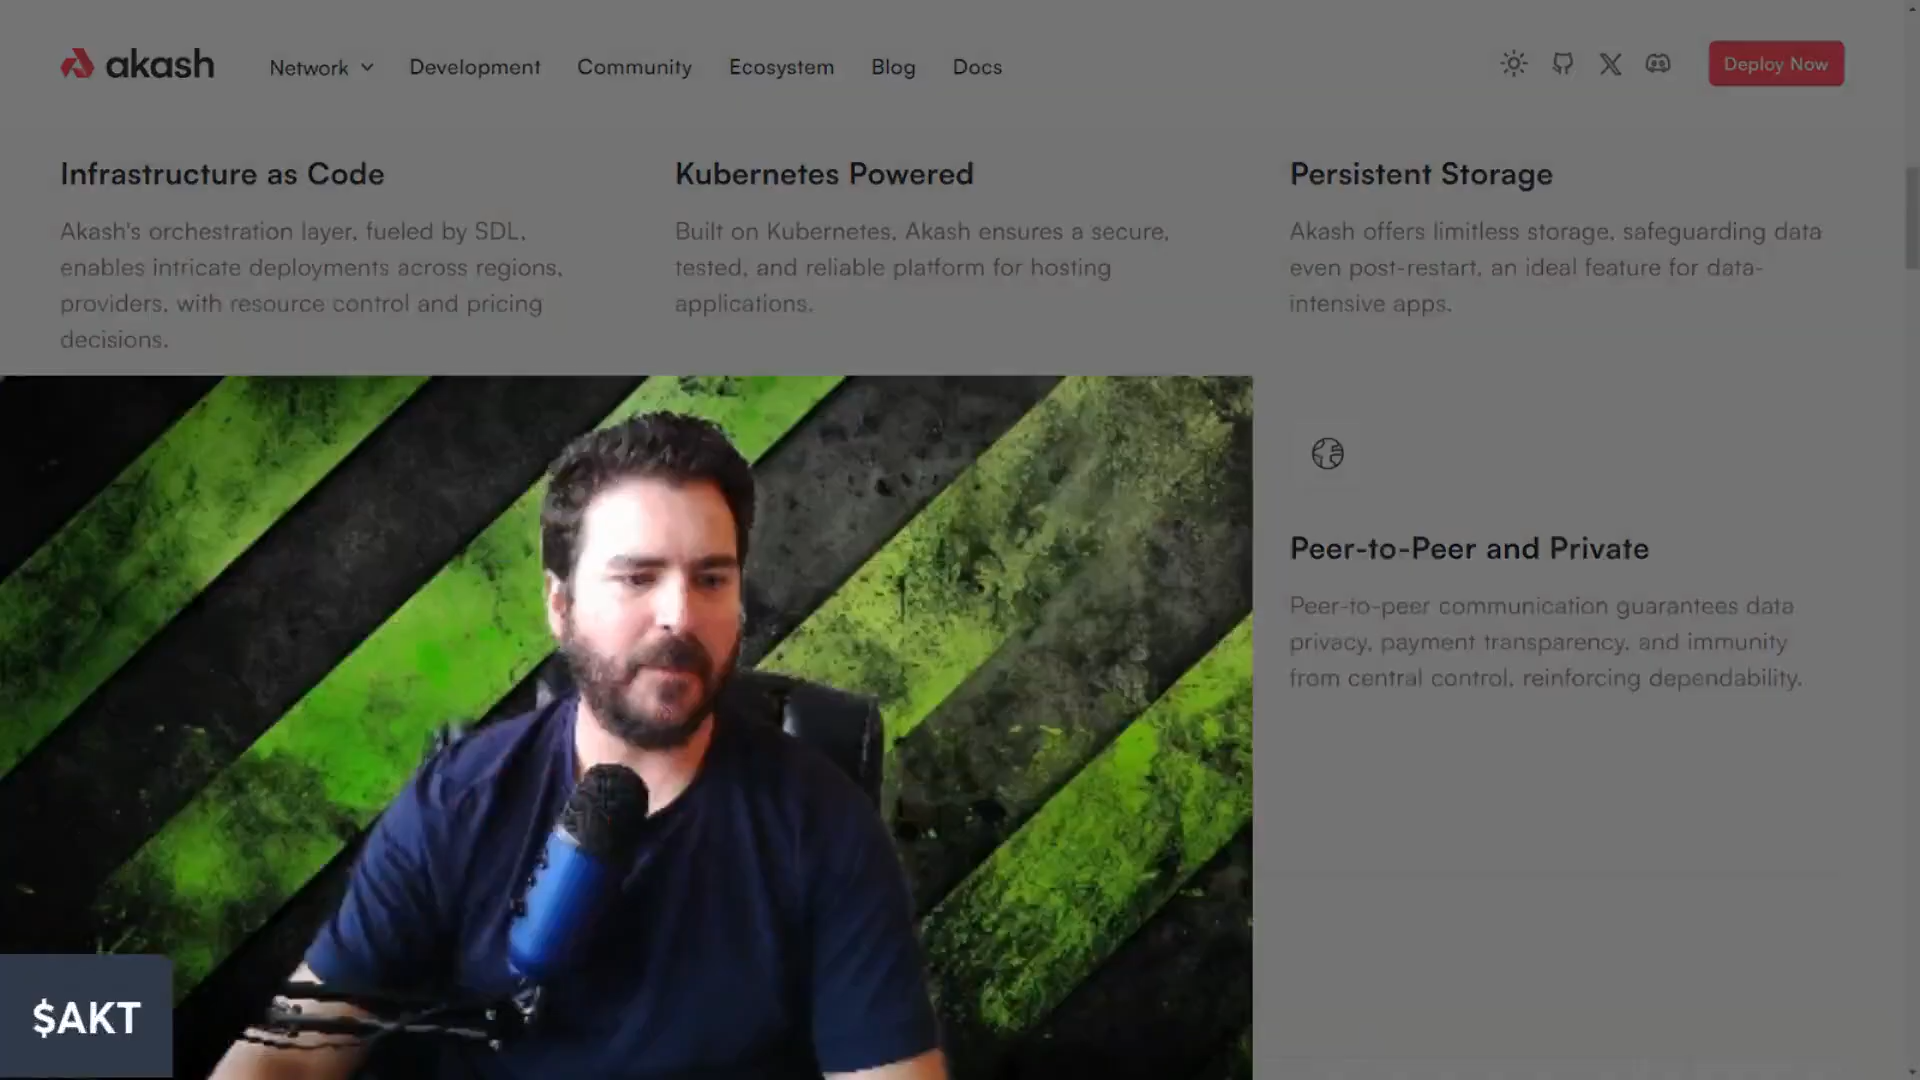 akash
Network
Development
Community
Ecosystem
Blog
Docs
Deploy Now
Infrastructure as Code
Akash's orchestration layer, fueled by SDL,
enables intricate deployments across regions,
providers, with resource control and pricing
decisions.
Kubernetes Powered
Built on Kubernetes, Akash ensures a secure,
tested, and reliable platform for hosting
applications.
Persistent Storage
Akash offers limitless storage, safeguarding data
even post-restart, an ideal feature for data-
intensive apps.
Peer-to-Peer and Private
Peer-to-peer communication guarantees data
privacy, payment transparency, and immunity
from central control, reinforcing dependability.
$AKT